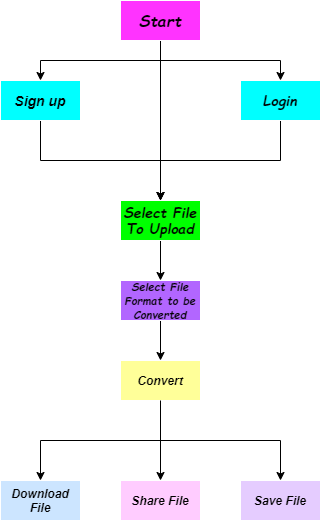 Start
Sign up
Login
Select File
To Upload
Select File
Format to be
Converted
Convert
Download
File
Share File
Save File